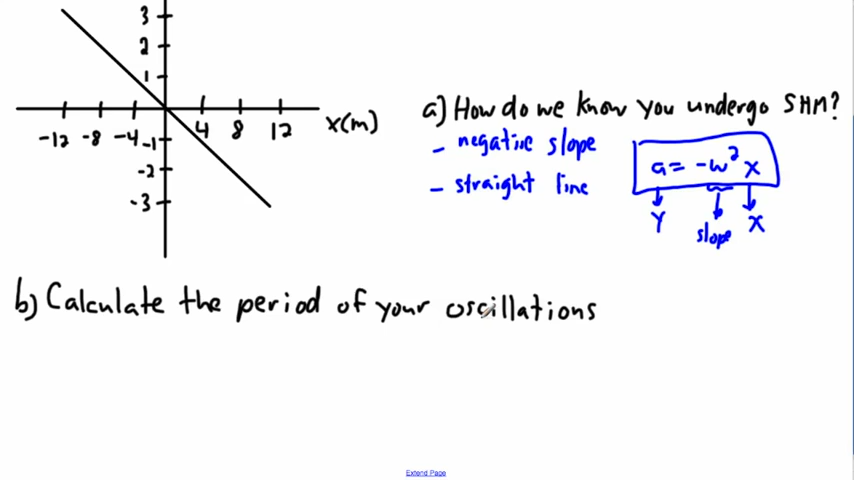 3
2
1
-12 -8 -4 4 8 12 x(m)
-1
-2
-3
a) How do we know you undergo SHM?
- negative slope
- straight line
a = -w² x
Y slope X
b) Calculate the period of your oscillations
Extend Page